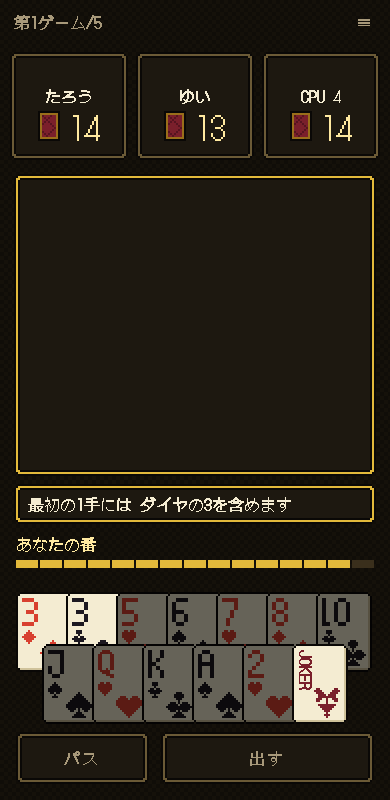 第1ゲーム/5 ≡
たろう ゆい CPU 4
14 13 14
最初の1手には ダイヤの3を含めます
あなたの番
3 3 5 6 7 8 10
J Q K A 2 JOKER
パス 出す